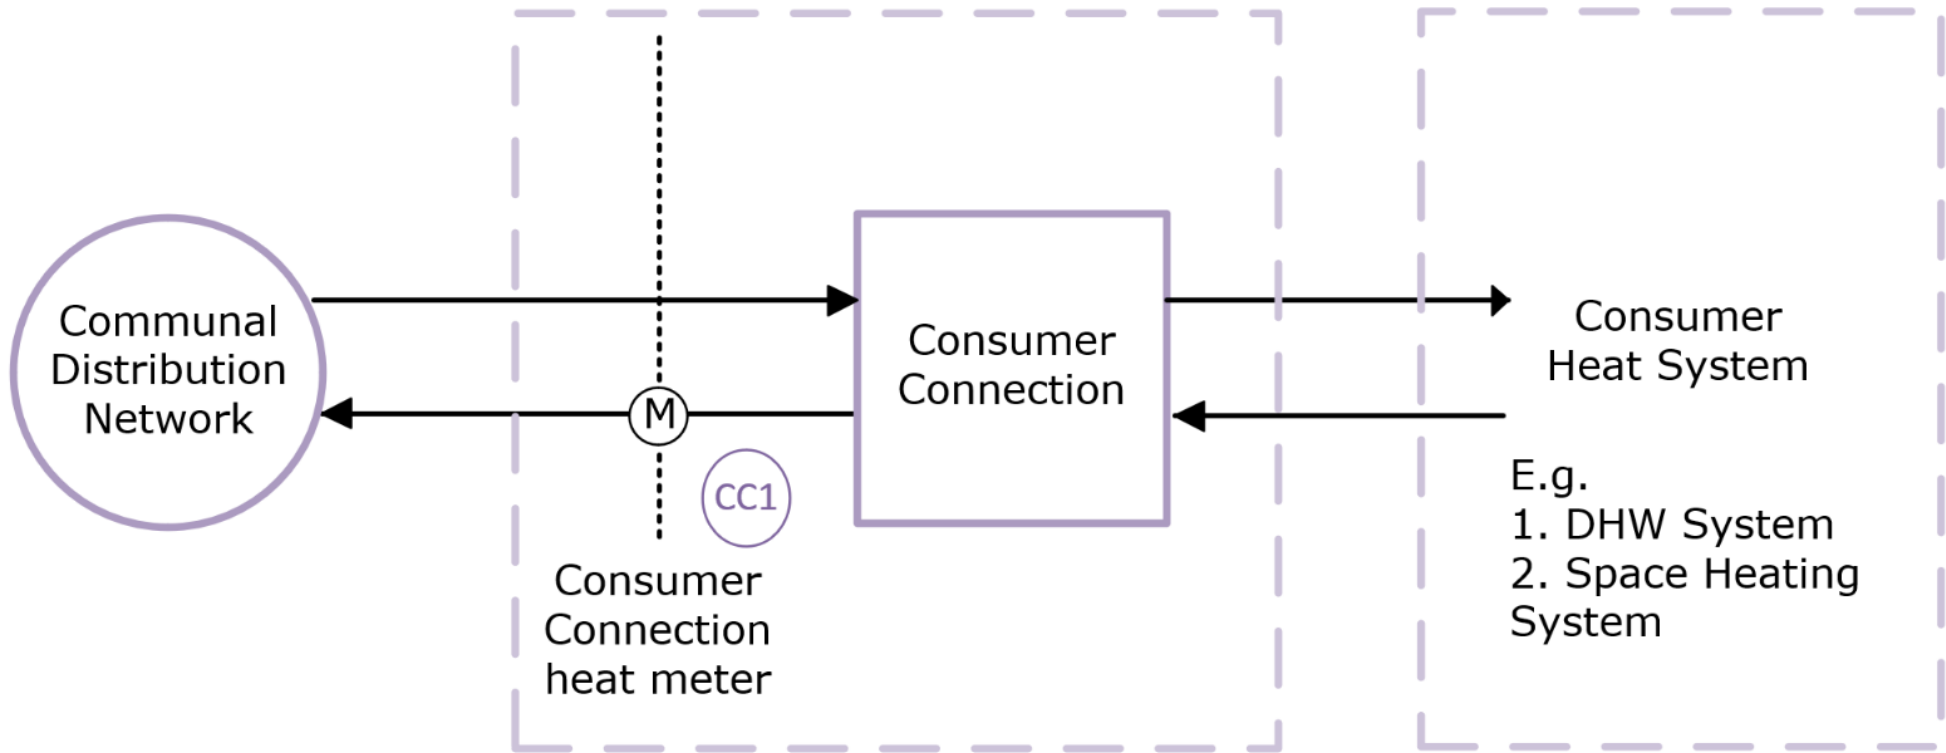 Communal
Distribution
Network
M
CC1
Consumer
Connection
heat meter
Consumer
Connection
Consumer
Heat System
E.g.
1. DHW System
2. Space Heating
System